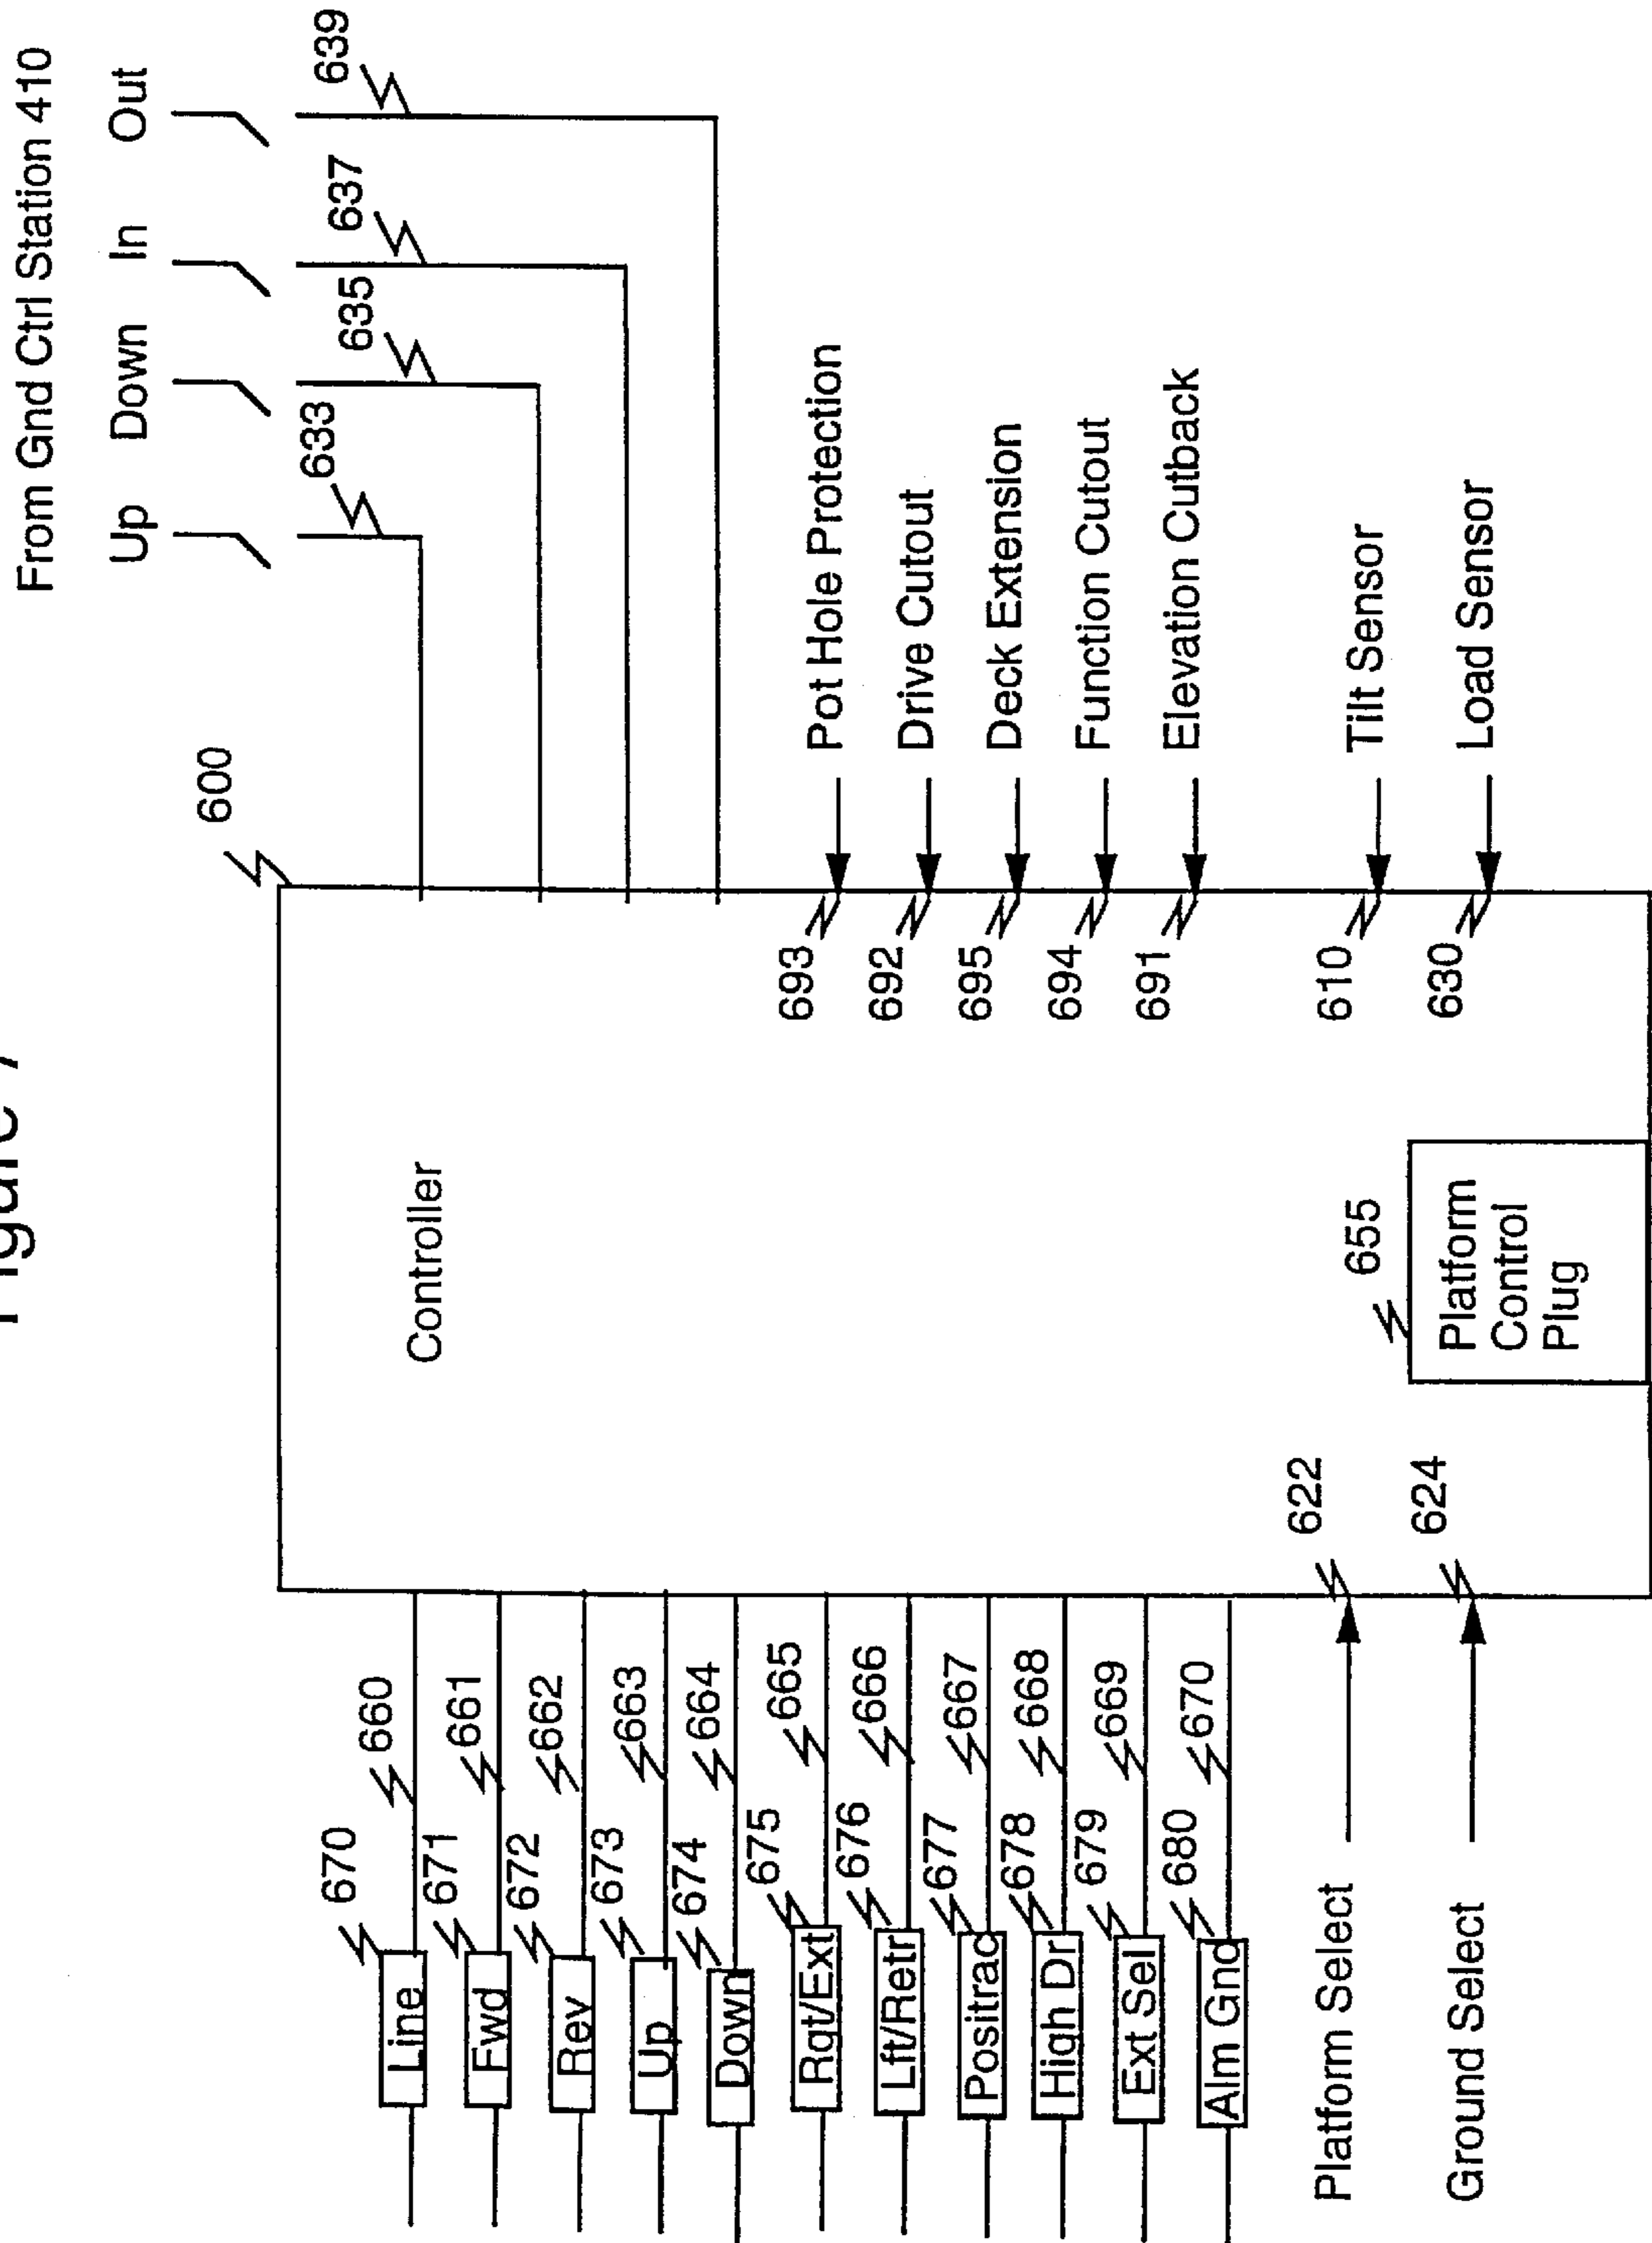 Figure 7
From Gnd Ctrl Station 410
Up Down In Out
633
635
637
639
600
Controller
670
Line
660
671
Fwd
661
672
Rev
662
673
Up
663
674
Down
664
675
Rgt/Ext
665
676
Lft/Retr
666
677
Positrac
667
678
High Dr
668
679
Ext Sel
669
680
Alm Gnd
670
Platform Select
622
Ground Select
624
655
Platform
Control
Plug
693
Pot Hole Protection
692
Drive Cutout
695
Deck Extension
694
Function Cutout
691
Elevation Cutback
610
Tilt Sensor
630
Load Sensor